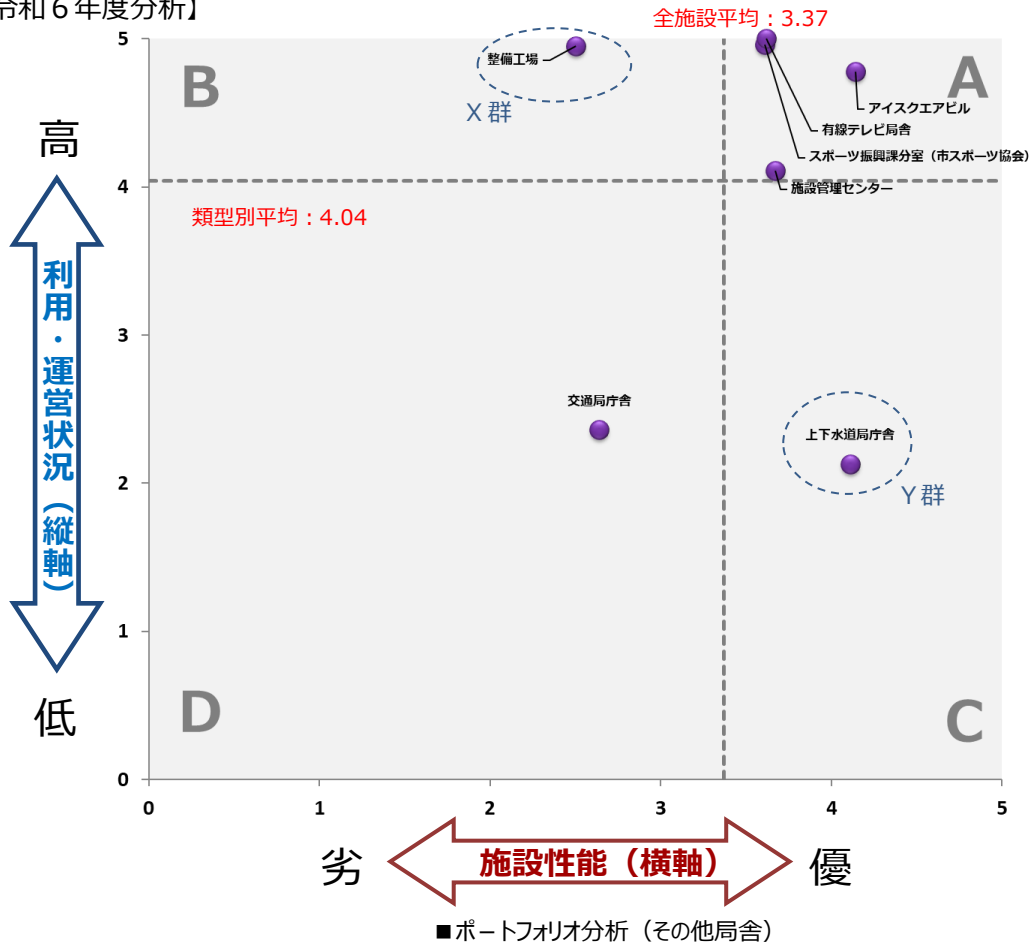 令和６年度分析】
全施設平均：3.37
5
B
整備工場
X 群
A
アイスクエアビル
有線テレビ局舎
スポーツ振興課分室（市スポーツ協会）
施設管理センター
高
4
類型別平均：4.04
利用・運営状況（縦軸）
3
交通局庁舎
上下水道局庁舎
2
Y 群
1
低
D
C
0
0 1 2 3 4 5
劣
施設性能（横軸）
優
■ポートフォリオ分析（その他局舎）